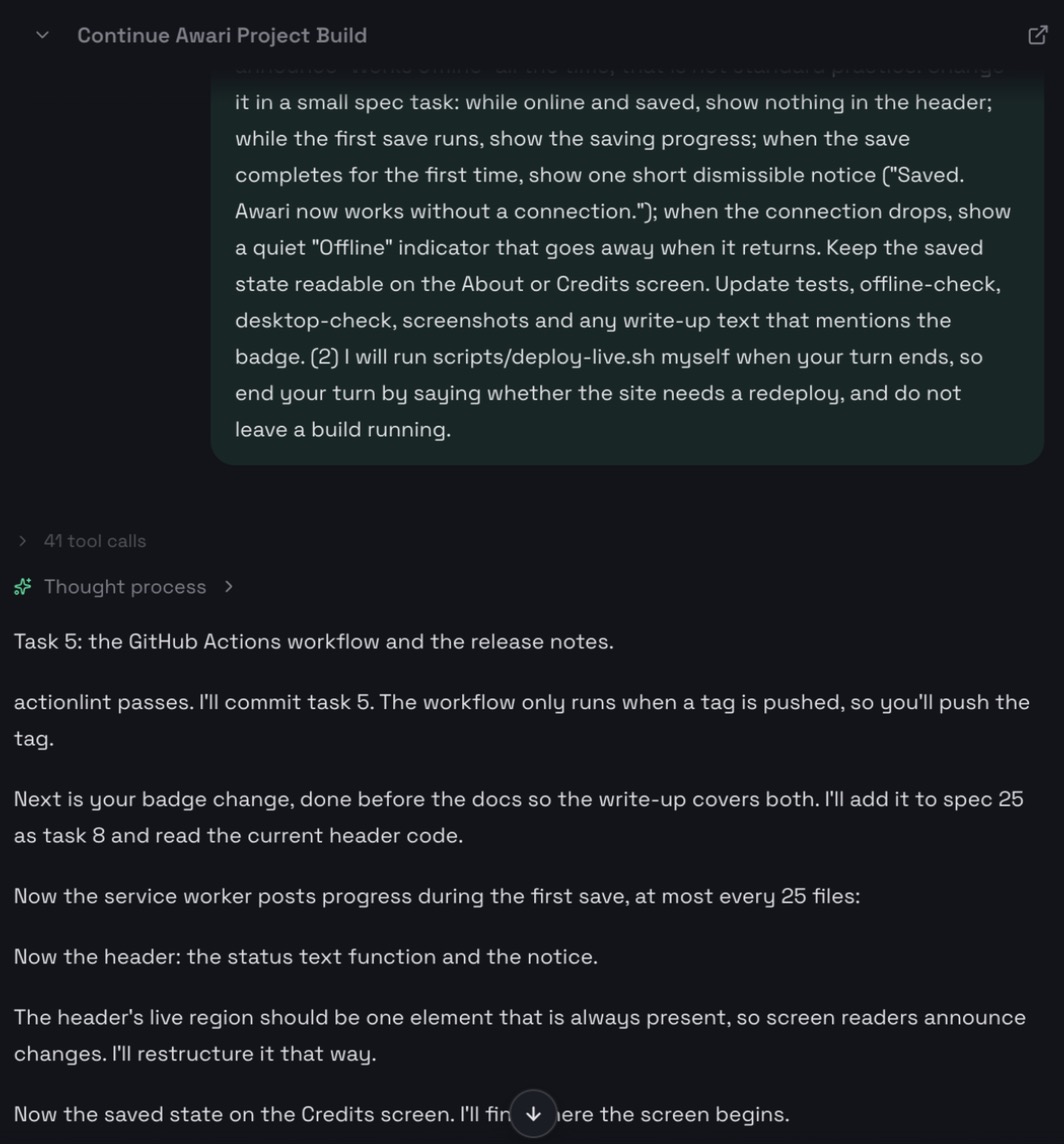 Continue Awari Project Build
it in a small spec task: while online and saved, show nothing in the header;
while the first save runs, show the saving progress; when the save
completes for the first time, show one short dismissible notice ("Saved.
Awari now works without a connection."); when the connection drops, show
a quiet "Offline" indicator that goes away when it returns. Keep the saved
state readable on the About or Credits screen. Update tests, offline-check,
desktop-check, screenshots and any write-up text that mentions the
badge. (2) I will run scripts/deploy-live.sh myself when your turn ends, so
end your turn by saying whether the site needs a redeploy, and do not
leave a build running.
41 tool calls
Thought process
Task 5: the GitHub Actions workflow and the release notes.
actionlint passes. I'll commit task 5. The workflow only runs when a tag is pushed, so you'll push the
tag.
Next is your badge change, done before the docs so the write-up covers both. I'll add it to spec 25
as task 8 and read the current header code.
Now the service worker posts progress during the first save, at most every 25 files:
Now the header: the status text function and the notice.
The header's live region should be one element that is always present, so screen readers announce
changes. I'll restructure it that way.
Now the saved state on the Credits screen. I'll the screen begins.